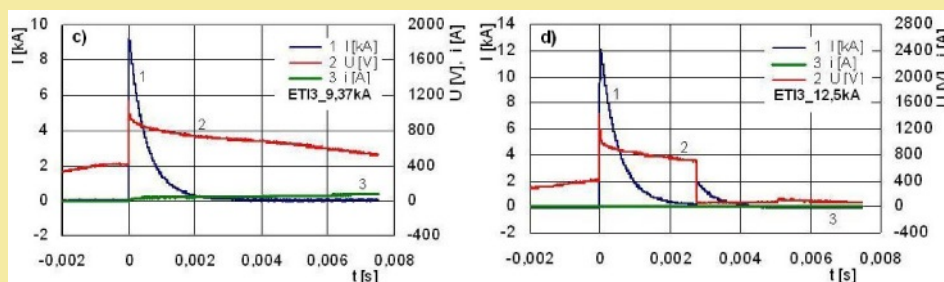 c)
I [kA]
10
8
6
4
2
0
-2
2000
1600
1200
800
400
0
-400
U [V], i [A]
1 I [kA]
2 U [V]
3 i [A]
ETI3_9,37kA
1
2
3
-0,002 0 0,002 0,004 0,006 0,008
t [s]
d)
I [kA]
14
12
10
8
6
4
2
0
-2
2800
2400
2000
1600
1200
800
400
0
-400
U [V], i [A]
1 I [kA]
3 i [A]
2 U [V]
ETI3_12,5kA
1
2
3
-0,002 0 0,002 0,004 0,006 0,008
t [s]